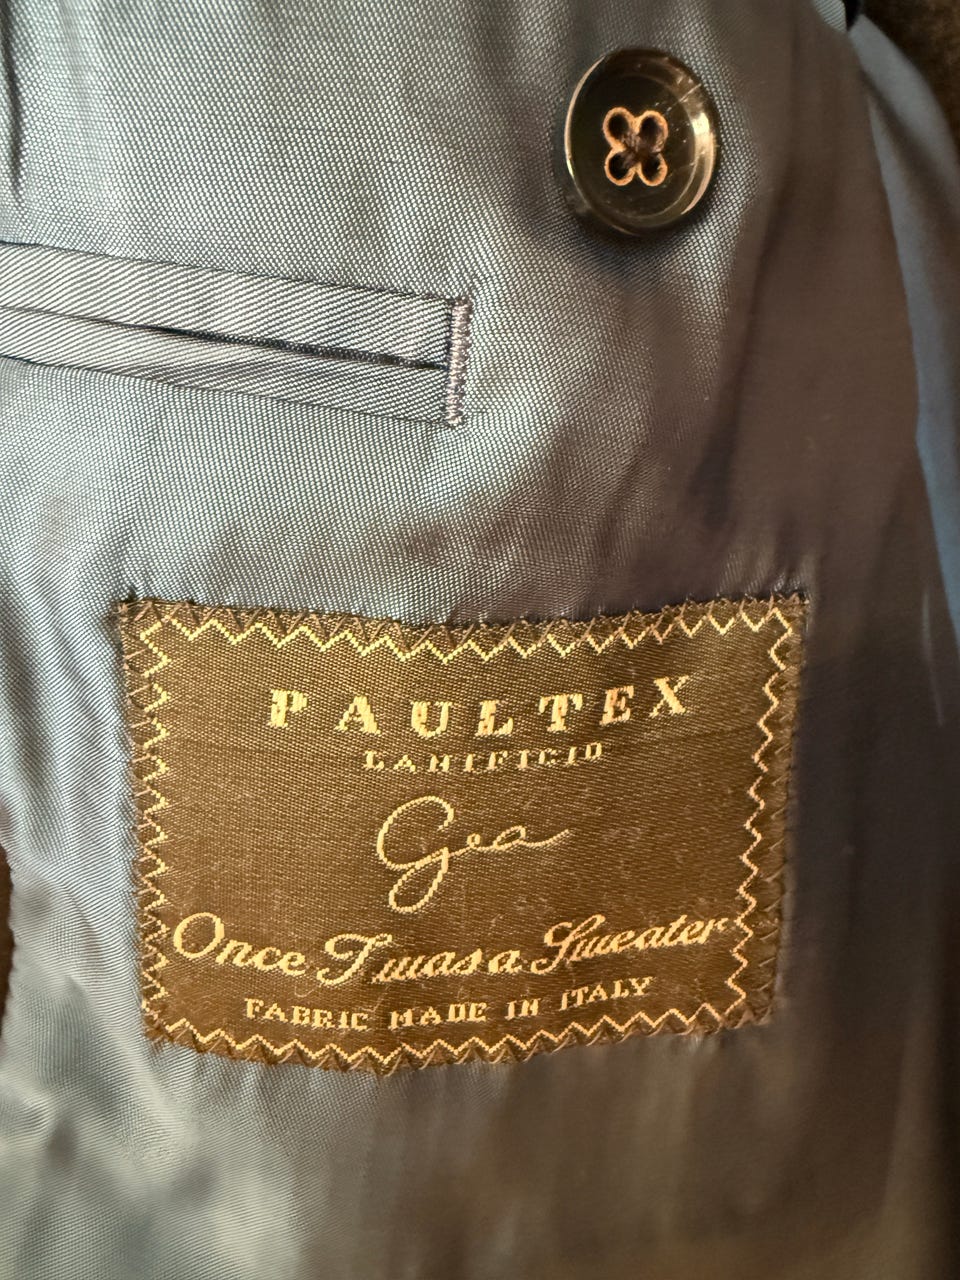 PAULTEX
LANIFICIO
Gea
Once I was a Sweater
FABRIC MADE IN ITALY